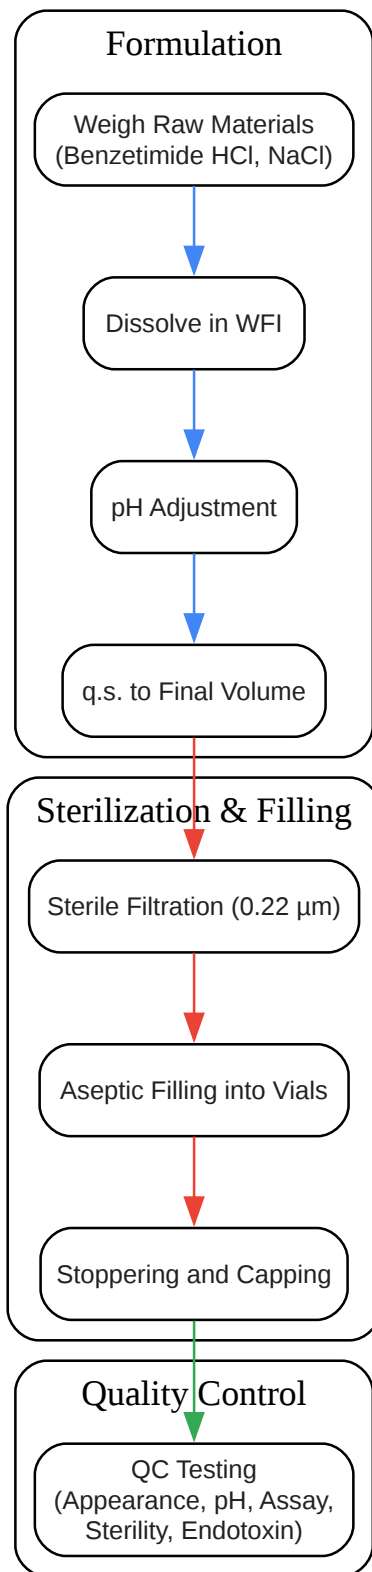 Formulation
Weigh Raw Materials
(Benzetimide HCl, NaCl)
Dissolve in WFI
pH Adjustment
q.s. to Final Volume
Sterilization & Filling
Sterile Filtration (0.22 µm)
Aseptic Filling into Vials
Stoppering and Capping
Quality Control
QC Testing
(Appearance, pH, Assay,
Sterility, Endotoxin)